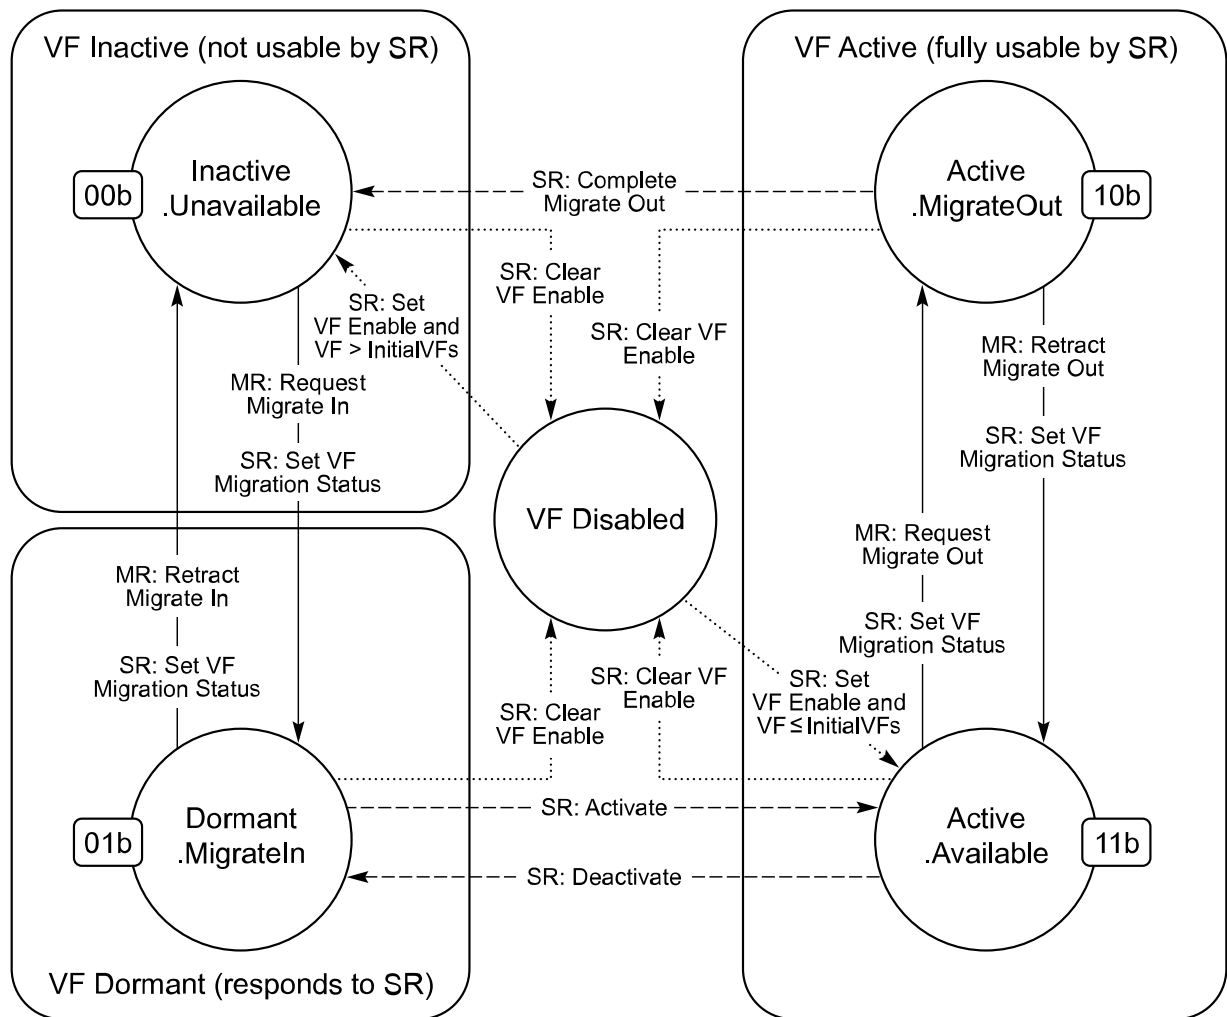 VF Inactive (not usable by SR)
VF Active (fully usable by SR)
Inactive
.Unavailable
00b
SR: Complete
Migrate Out
Active
.MigrateOut
10b
SR: Clear
VF Enable
SR: Set
VF Enable and
VF > InitialVFs
SR: Clear VF
Enable
MR: Retract
Migrate Out
MR: Request
Migrate In
SR: Set VF
Migration Status
SR: Set VF
Migration Status
VF Disabled
MR: Request
Migrate Out
MR: Retract
Migrate In
SR: Set VF
Migration Status
SR: Set VF
Migration Status
SR: Clear VF
Enable
SR: Set
VF Enable and
VF ≤ InitialVFs
SR: Clear
VF Enable
Dormant
.MigrateIn
01b
SR: Activate
SR: Deactivate
Active
.Available
11b
VF Dormant (responds to SR)